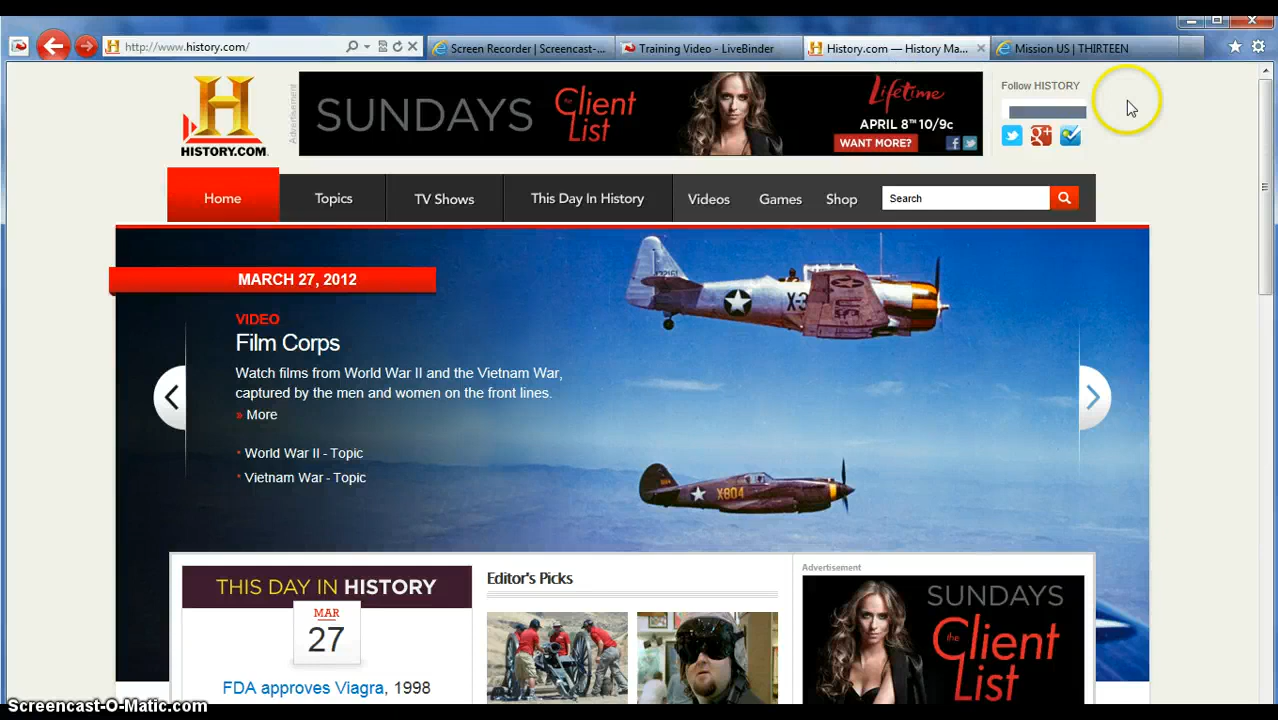 http://www.history.com/
Screen Recorder | Screencast-...
Training Video - LiveBinder
History.com — History Ma...
Mission US | THIRTEEN
H
HISTORY.COM
Advertisement
SUNDAYS
the Client List
Lifetime
APRIL 8TH 10/9c
WANT MORE?
Follow HISTORY
Home
Topics
TV Shows
This Day In History
Videos
Games
Shop
Search
MARCH 27, 2012
VIDEO
Film Corps
Watch films from World War II and the Vietnam War,
captured by the men and women on the front lines.
» More
World War II - Topic
Vietnam War - Topic
X804
THIS DAY IN HISTORY
MAR
27
FDA approves Viagra, 1998
Editor's Picks
Advertisement
SUNDAYS
the
Client
LIST
Screencast-O-Matic.com